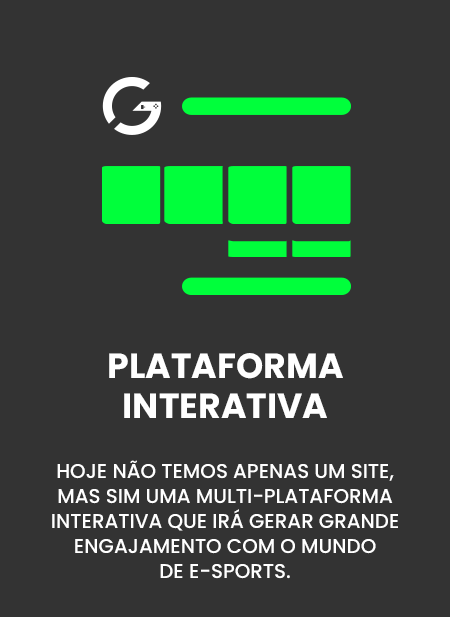 PLATAFORMA
INTERATIVA
HOJE NÃO TEMOS APENAS UM SITE,
MAS SIM UMA MULTI-PLATAFORMA
INTERATIVA QUE IRÁ GERAR GRANDE
ENGAJAMENTO COM O MUNDO
DE E-SPORTS.